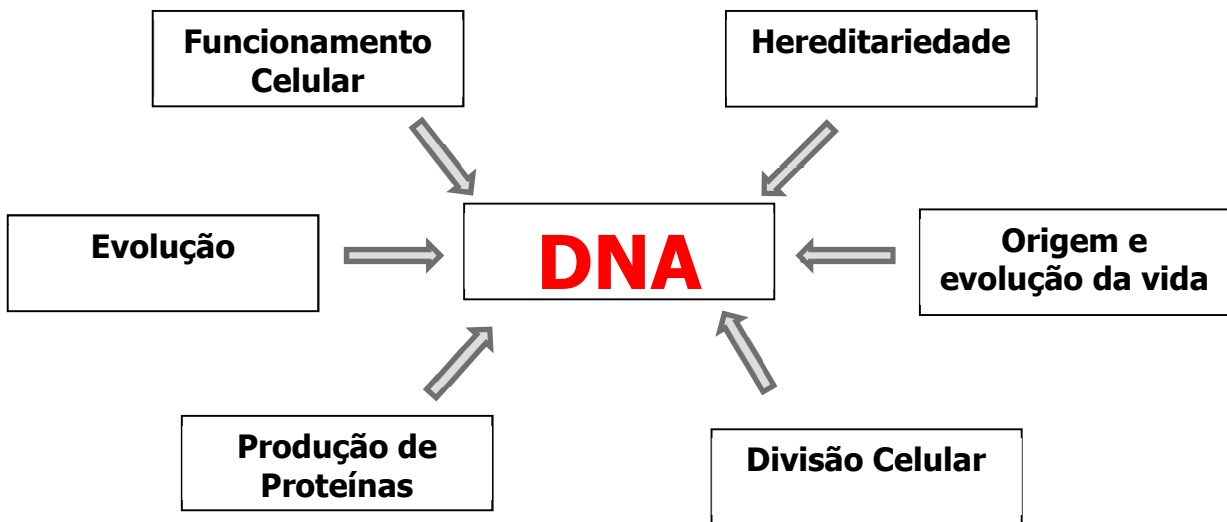 Funcionamento
Celular
Hereditariedade
Evolução
DNA
Origem e
evolução da vida
Produção de
Proteínas
Divisão Celular